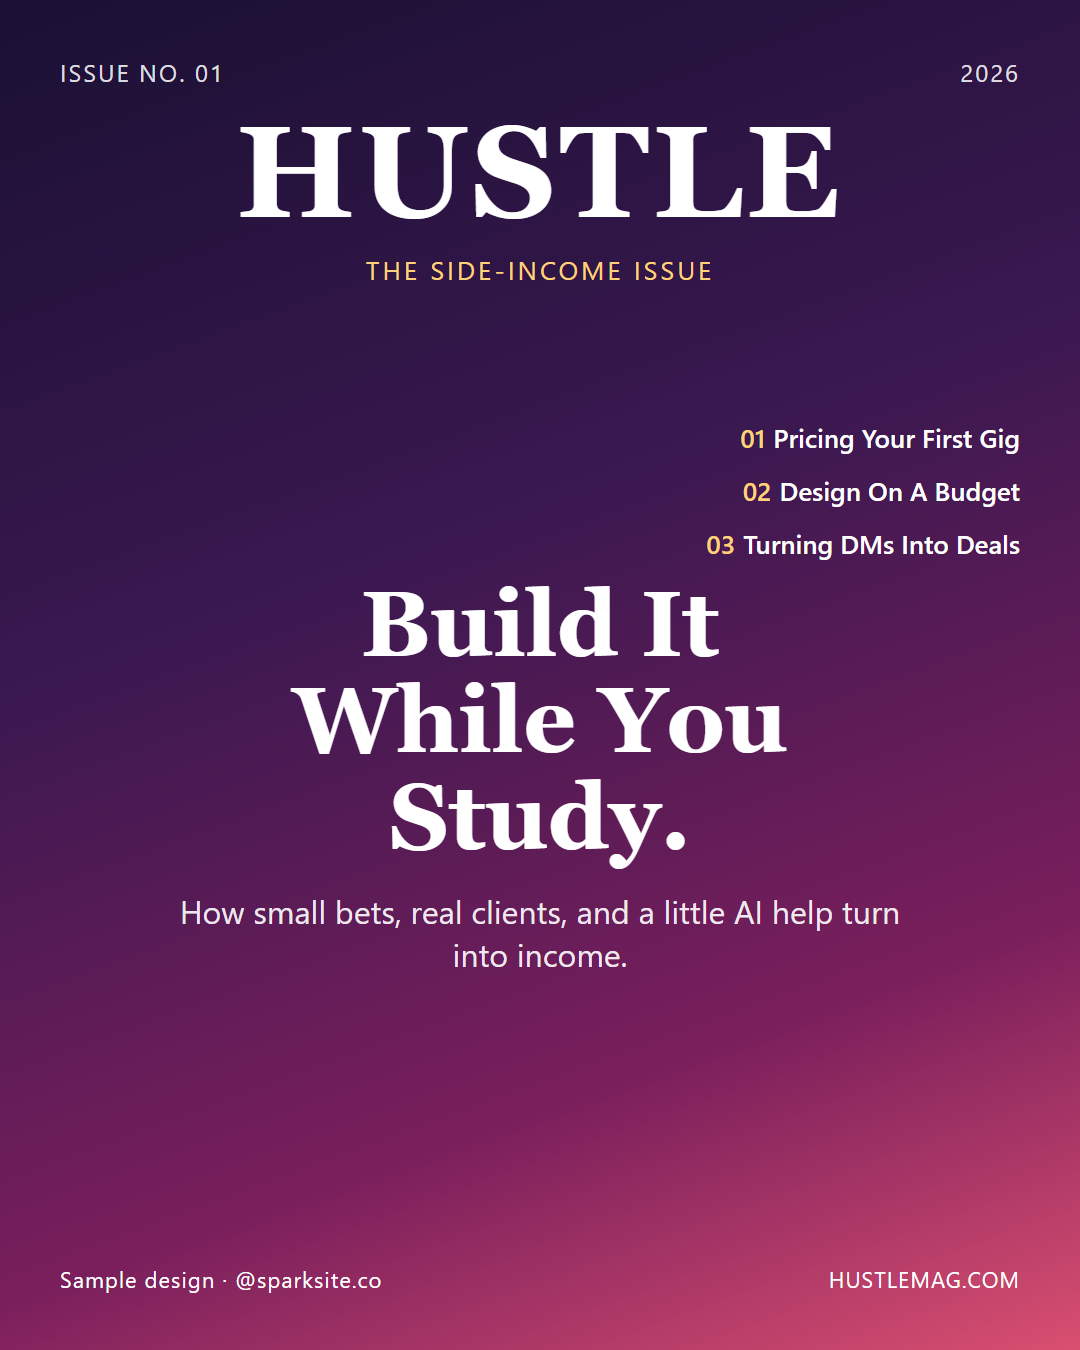 ISSUE NO. 01
2026
HUSTLE
THE SIDE-INCOME ISSUE
01 Pricing Your First Gig
02 Design On A Budget
03 Turning DMs Into Deals
Build It
While You
Study.
How small bets, real clients, and a little AI help turn
into income.
Sample design · @sparksite.co
HUSTLEMAG.COM